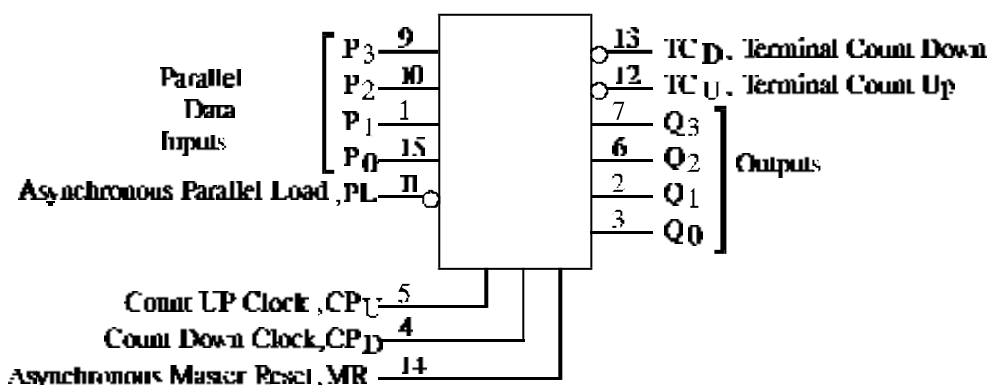 Parallel
Data
Inputs
P3 9
P2 10
P1 1
P0 15
Asynchronous Parallel Load ,PL 11
13 TCD, Terminal Count Down
12 TCU, Terminal Count Up
7 Q3
6 Q2
2 Q1
3 Q0
Outputs
Count UP Clock ,CPU 5
Count Down Clock,CPD 4
Asynchronous Master Reset ,MR 14